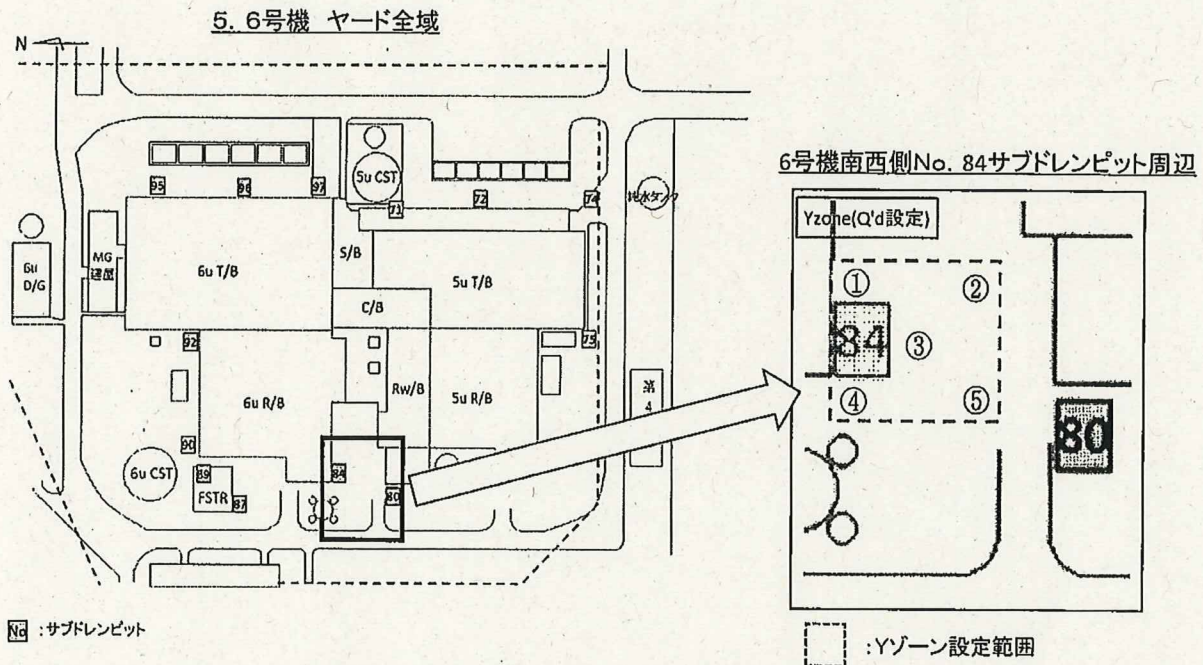 5. 6号機 ヤード全域
N
95
96
97
5u CST
71
72
74
純水タンク
6u D/G
MG
建屋
6u T/B
S/B
5u T/B
C/B
92
75
6u R/B
Rw/B
5u R/B
第
4
90
6u CST
89
FSTR
87
84
80
No :サブドレンピット
6号機南西側No. 84サブドレンピット周辺
Yzone(Q'd設定)
①
②
84
③
④
⑤
80
:Yゾーン設定範囲